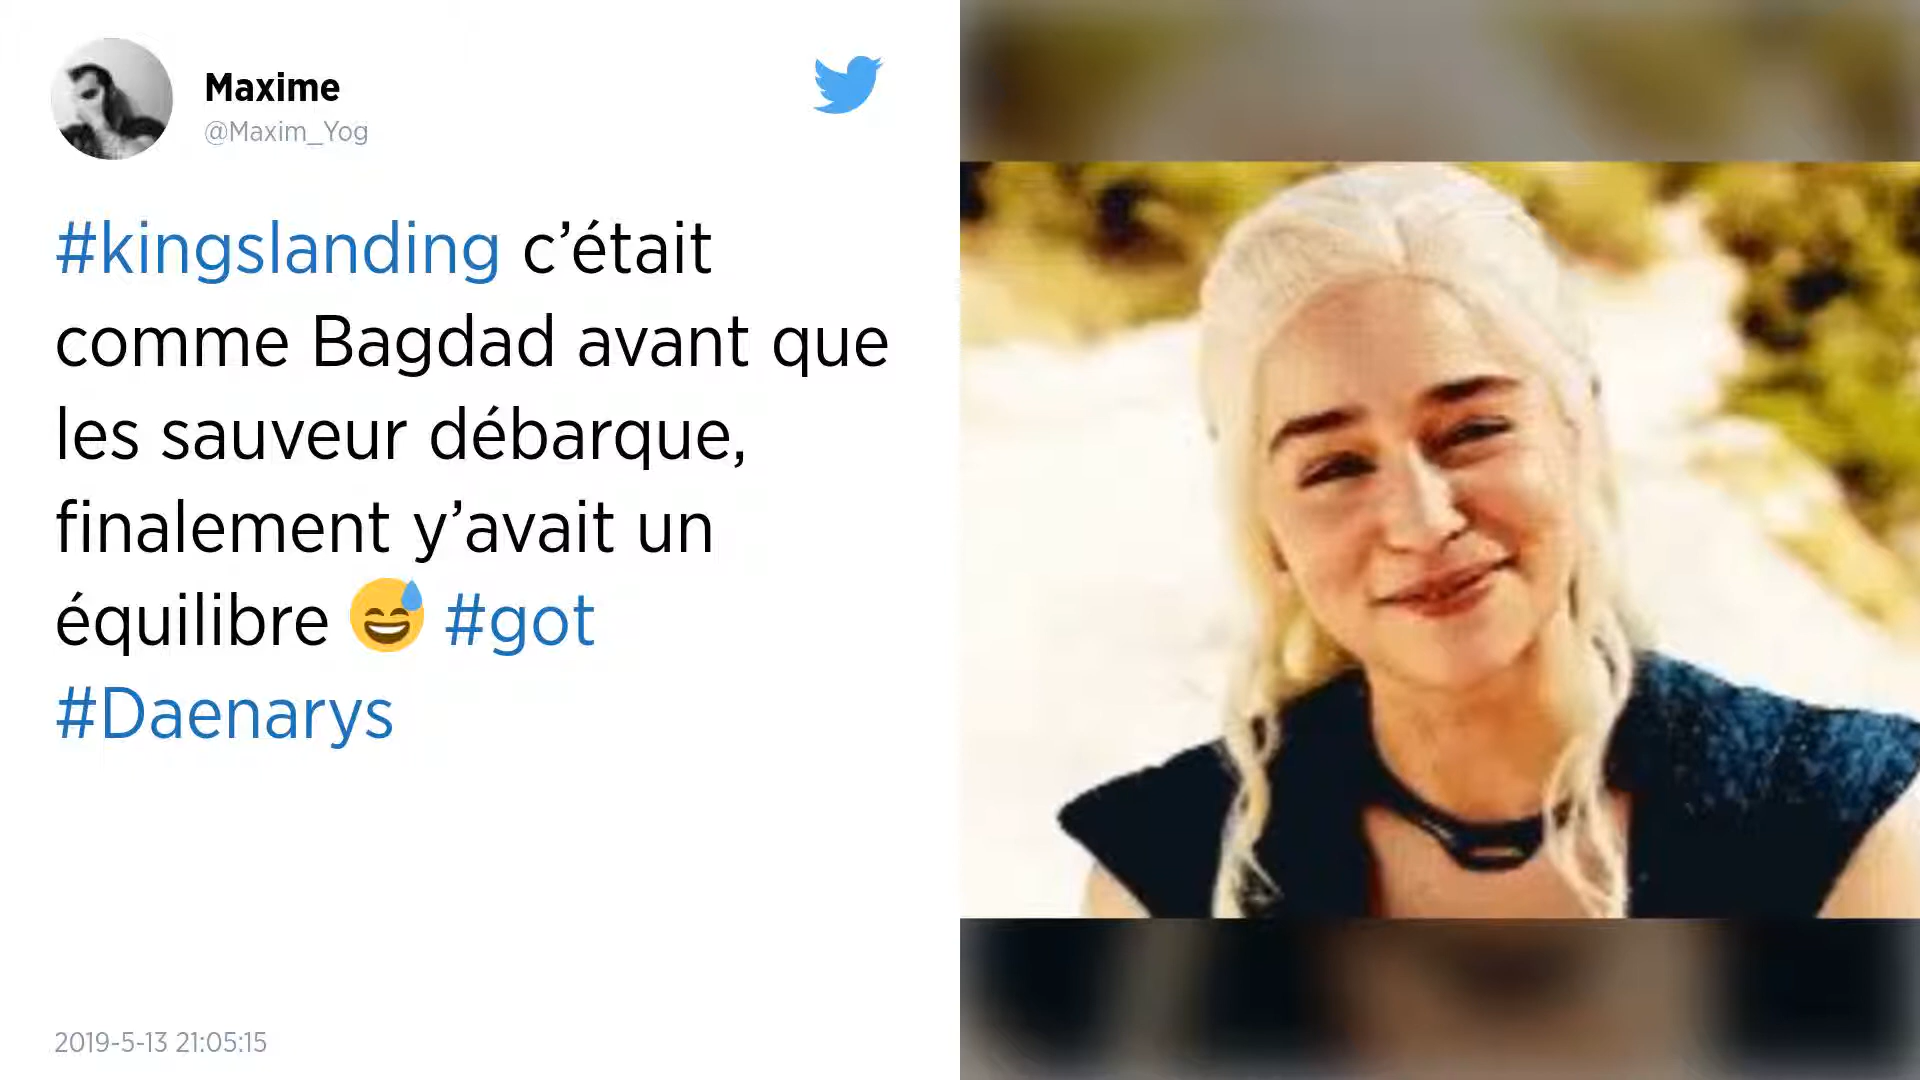 Maxime
@Maxim_Yog
#kingslanding c’était
comme Bagdad avant que
les sauveur débarque,
finalement y’avait un
équilibre 😅 #got
#Daenarys
2019-5-13 21:05:15